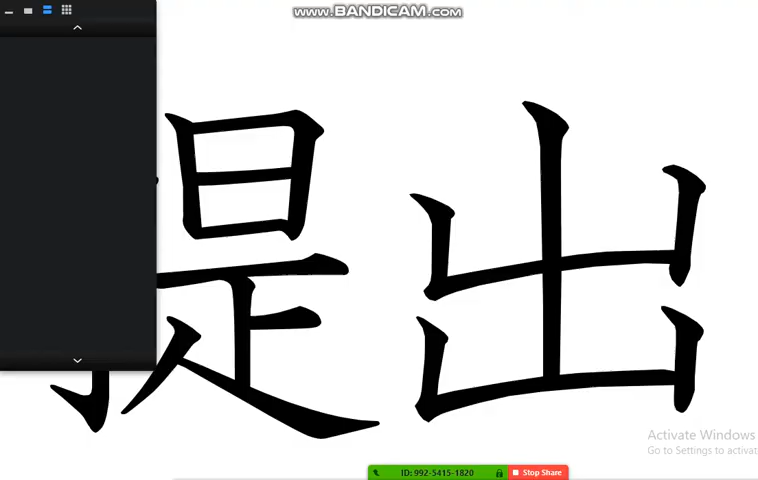 www.BANDICAM.com
提出
Activate Windows
Go to Settings to activat
ID: 992-5415-1820
Stop Share